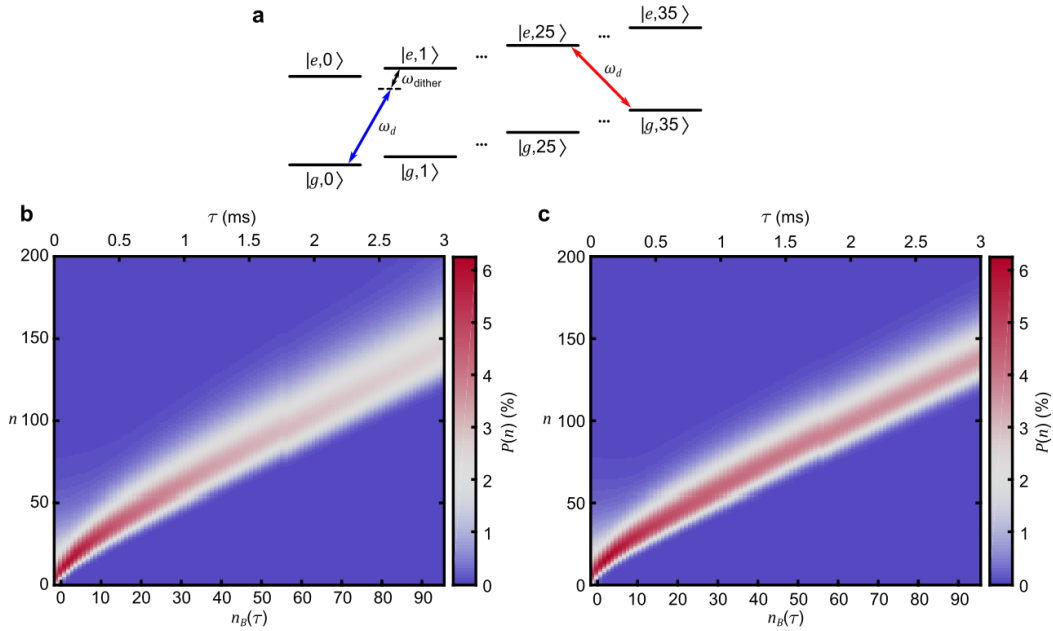 a
|e,35⟩
|e,25⟩ ...
|e,0⟩ |e,1⟩ ...
ω_dither
ω_d
ω_d
|g,35⟩
...
|g,25⟩
...
|g,0⟩ |g,1⟩
b
τ (ms)
0 0.5 1 1.5 2 2.5 3
200
150
n 100
50
0
0 10 20 30 40 50 60 70 80 90
n_B(τ)
6
5
4
3
2
1
0
P(n) (%)
c
τ (ms)
0 0.5 1 1.5 2 2.5 3
200
150
n 100
50
0
0 10 20 30 40 50 60 70 80 90
n_B(τ)
6
5
4
3
2
1
0
P(n) (%)